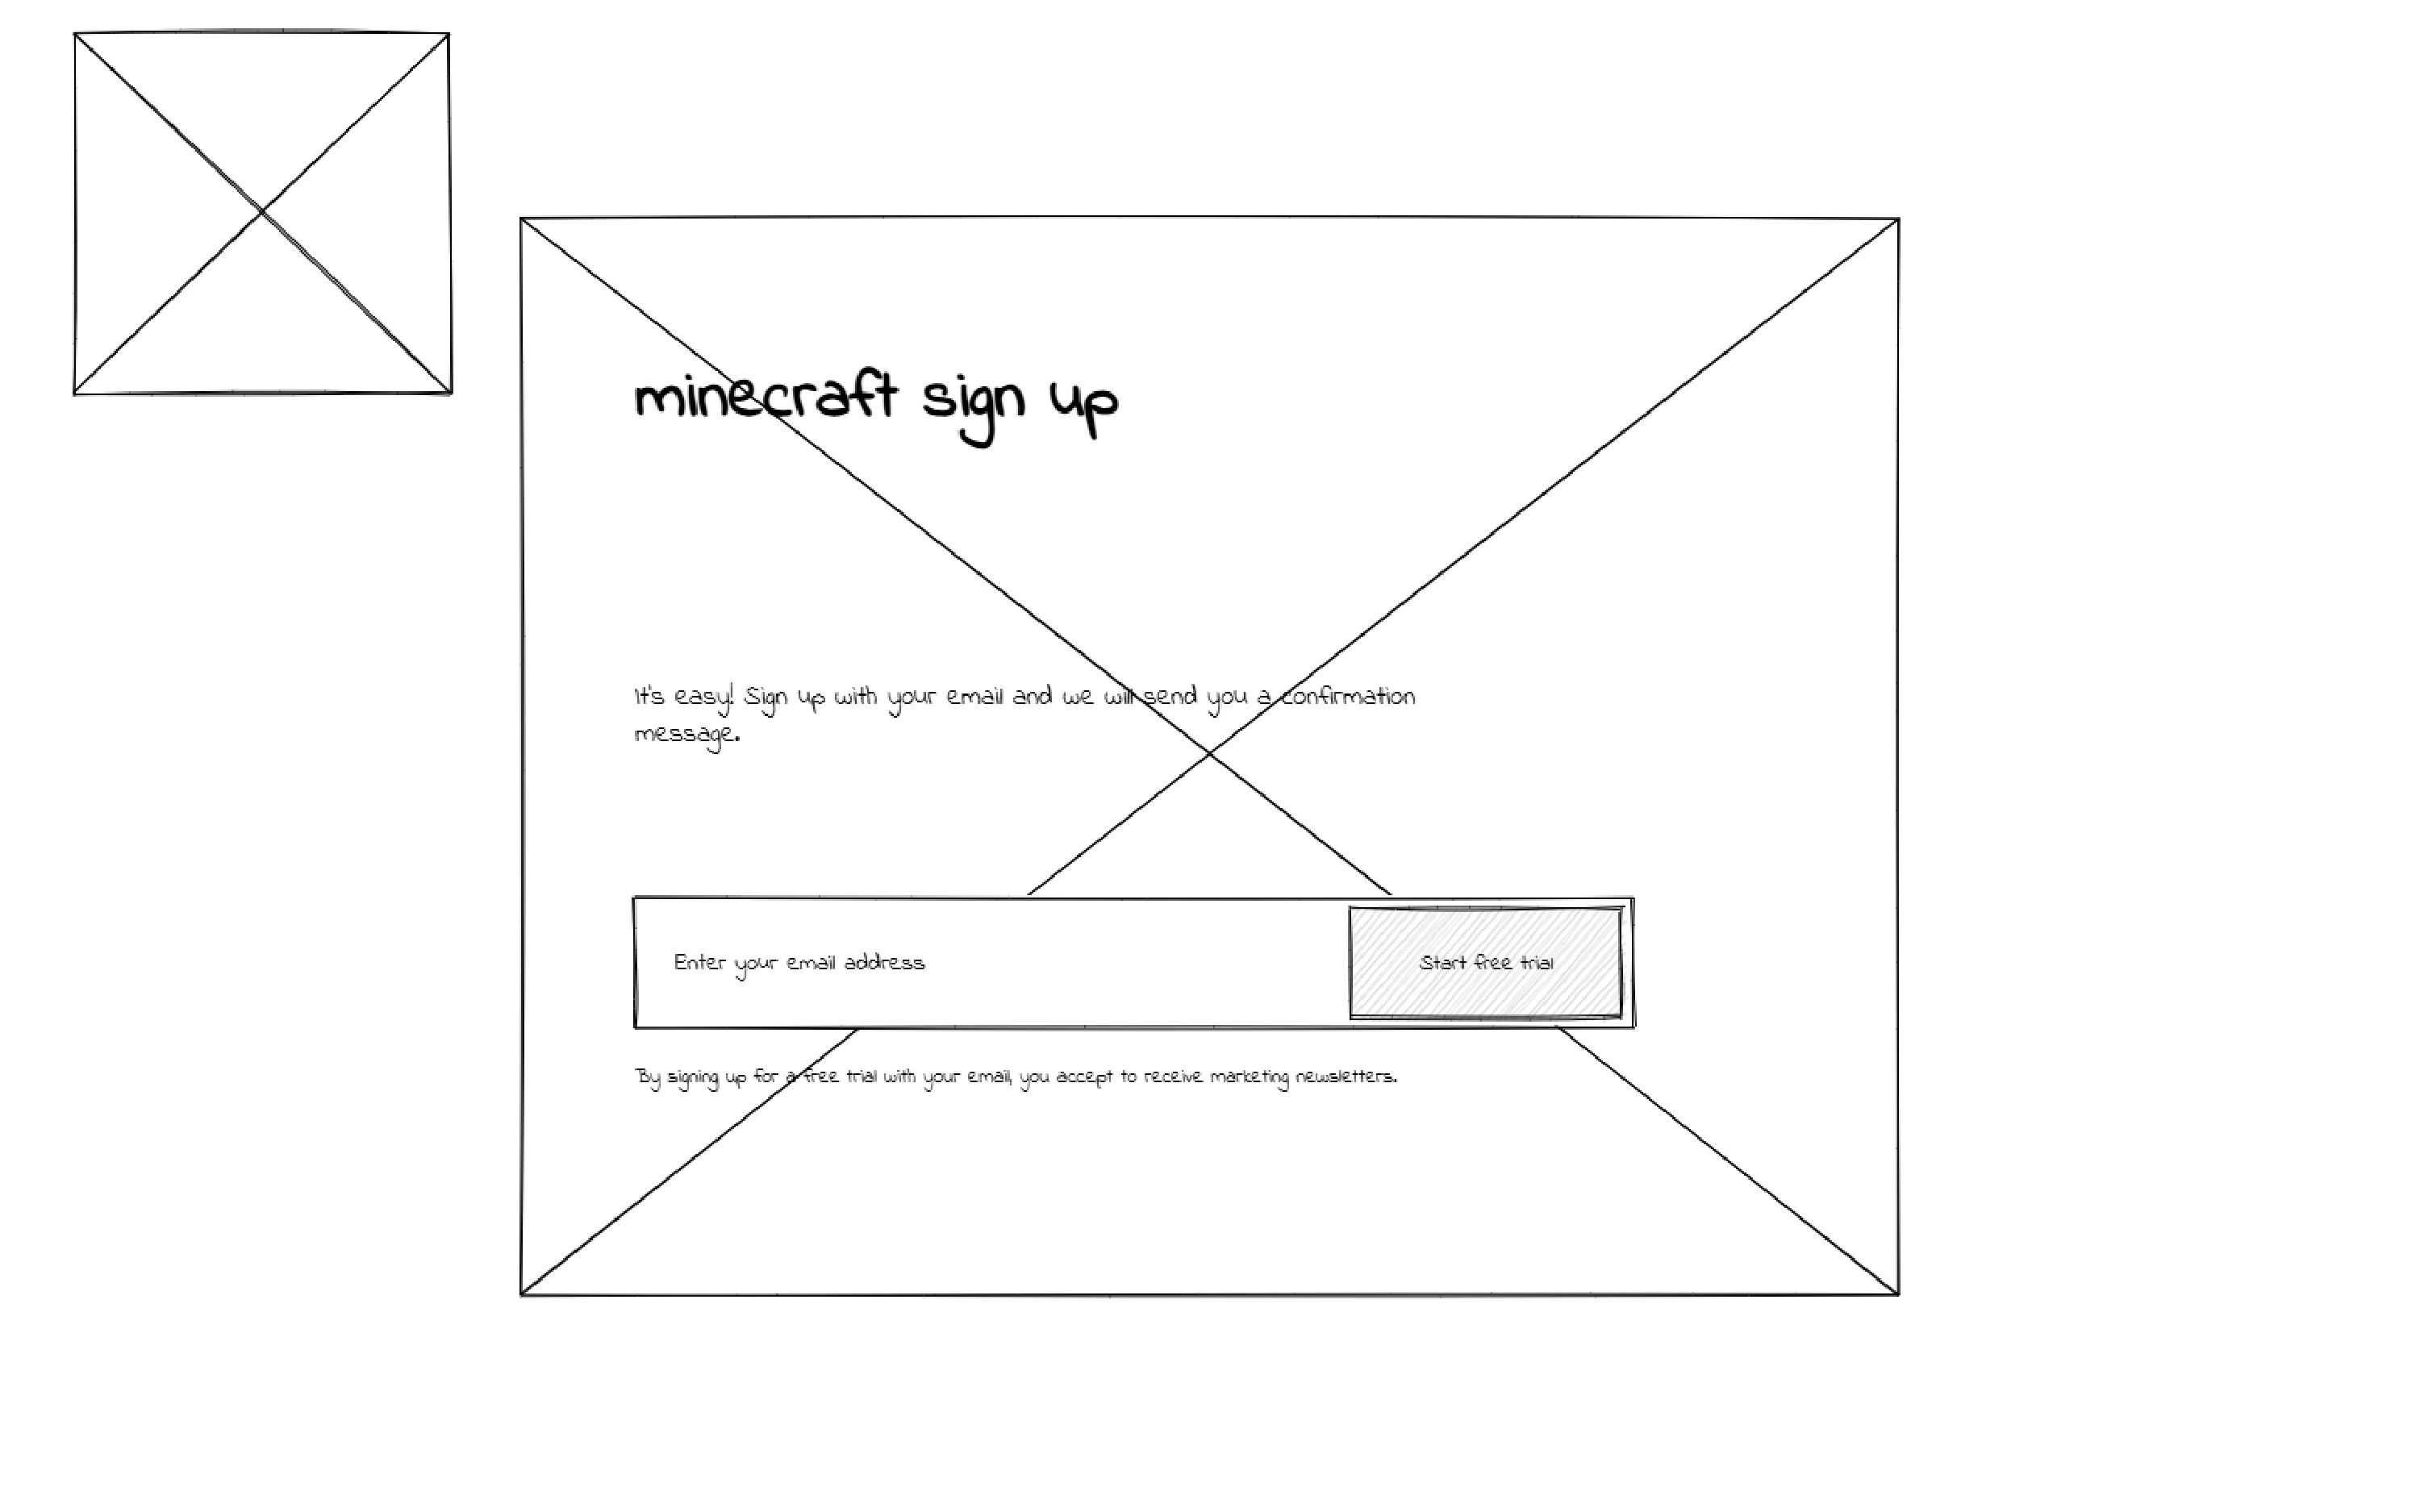 minecraft sign up
It's easy! Sign up with your email and we will send you a confirmation
message.
Enter your email address
Start free trial
By signing up for a free trial with your email, you accept to receive marketing newsletters.